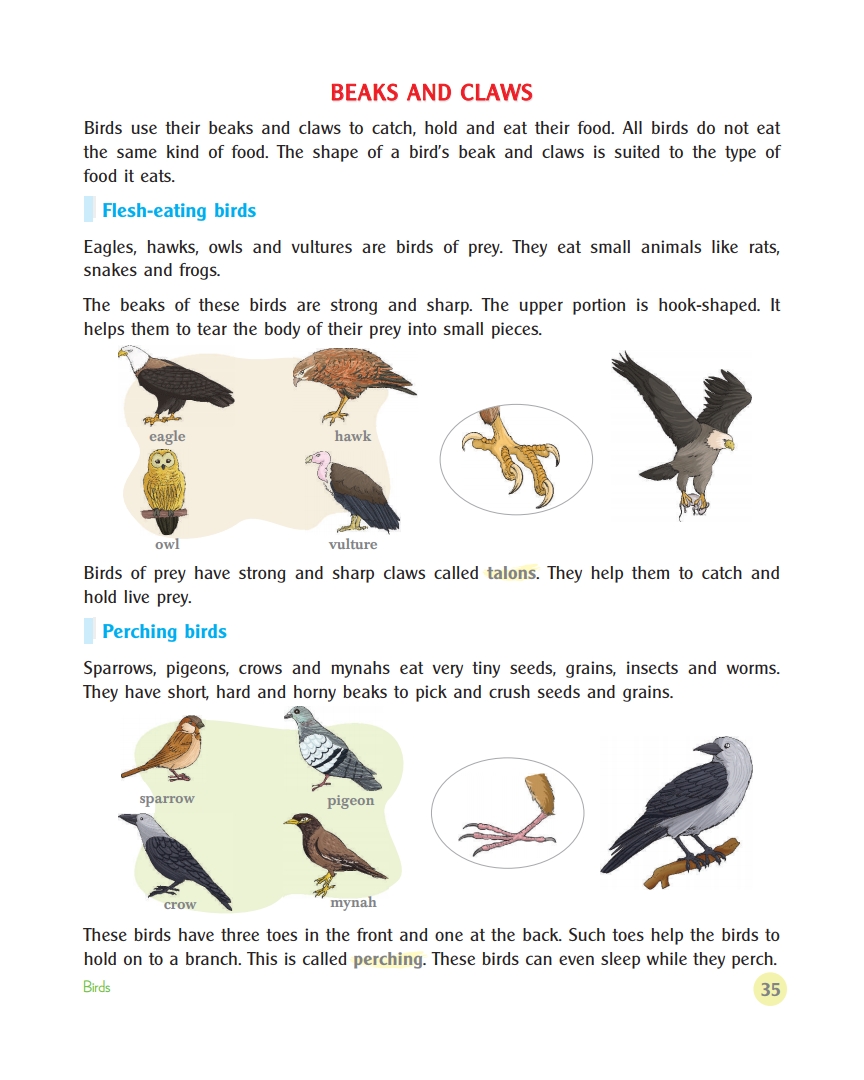 BEAKS AND CLAWS
Birds use their beaks and claws to catch, hold and eat their food. All birds do not eat
the same kind of food. The shape of a bird's beak and claws is suited to the type of
food it eats.
Flesh-eating birds
Eagles, hawks, owls and vultures are birds of prey. They eat small animals like rats,
snakes and frogs.
The beaks of these birds are strong and sharp. The upper portion is hook-shaped. It
helps them to tear the body of their prey into small pieces.
eagle
hawk
owl
vulture
Birds of prey have strong and sharp claws called talons. They help them to catch and
hold live prey.
Perching birds
Sparrows, pigeons, crows and mynahs eat very tiny seeds, grains, insects and worms.
They have short, hard and horny beaks to pick and crush seeds and grains.
sparrow
pigeon
crow
mynah
These birds have three toes in the front and one at the back. Such toes help the birds to
hold on to a branch. This is called perching. These birds can even sleep while they perch.
Birds
35